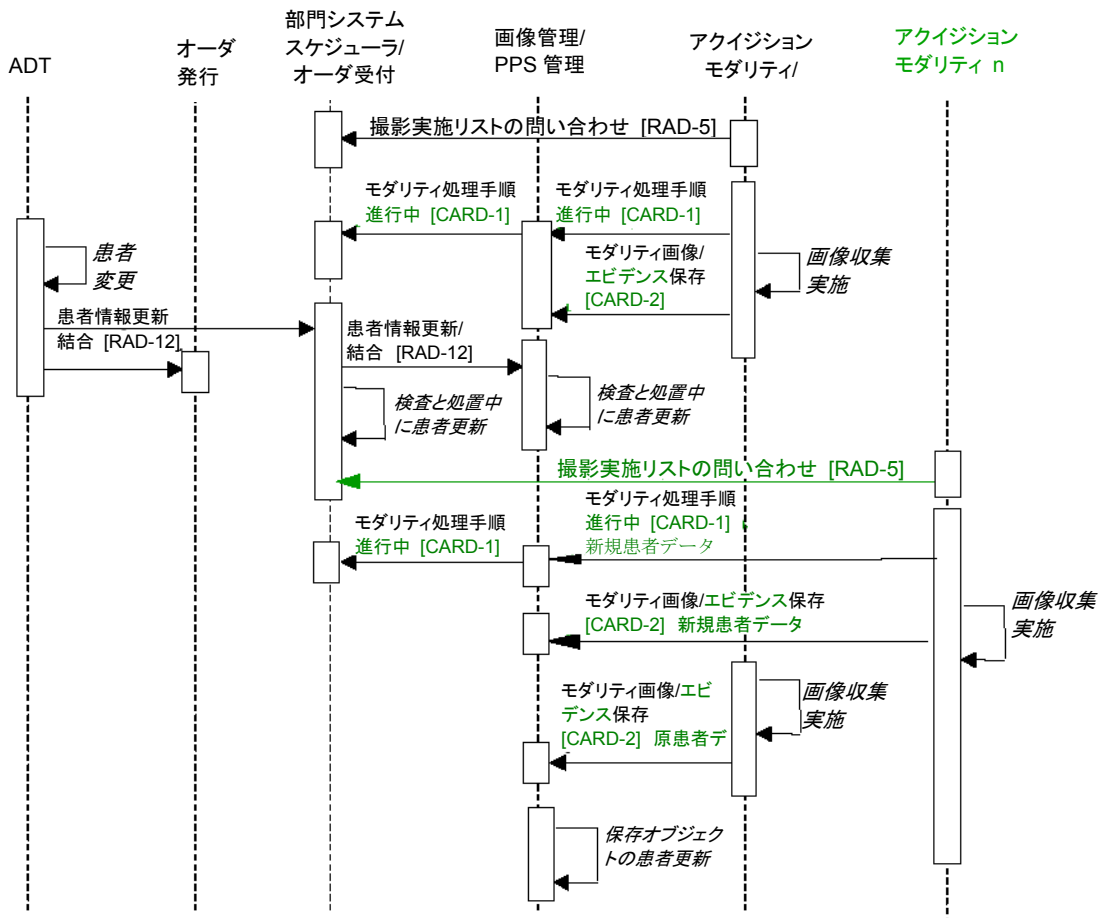 ADT
オーダ
発行
部門システム
スケジューラ/
オーダ受付
画像管理/
PPS 管理
アクイジション
モダリティ/
アクイジション
モダリティ n
撮影実施リストの問い合わせ [RAD-5]
モダリティ処理手順
進行中 [CARD-1]
モダリティ処理手順
進行中 [CARD-1]
患者
変更
モダリティ画像/
エビデンス保存
[CARD-2]
画像収集
実施
患者情報更新
結合 [RAD-12]
患者情報更新/
結合 [RAD-12]
検査と処置中
に患者更新
検査と処置中
に患者更新
撮影実施リストの問い合わせ [RAD-5]
モダリティ処理手順
進行中 [CARD-1]
新規患者データ
モダリティ処理手順
進行中 [CARD-1]
モダリティ画像/エビデンス保存
[CARD-2] 新規患者データ
画像収集
実施
モダリティ画像/エビ
デンス保存
[CARD-2] 原患者デ
画像収集
実施
保存オブジェク
トの患者更新